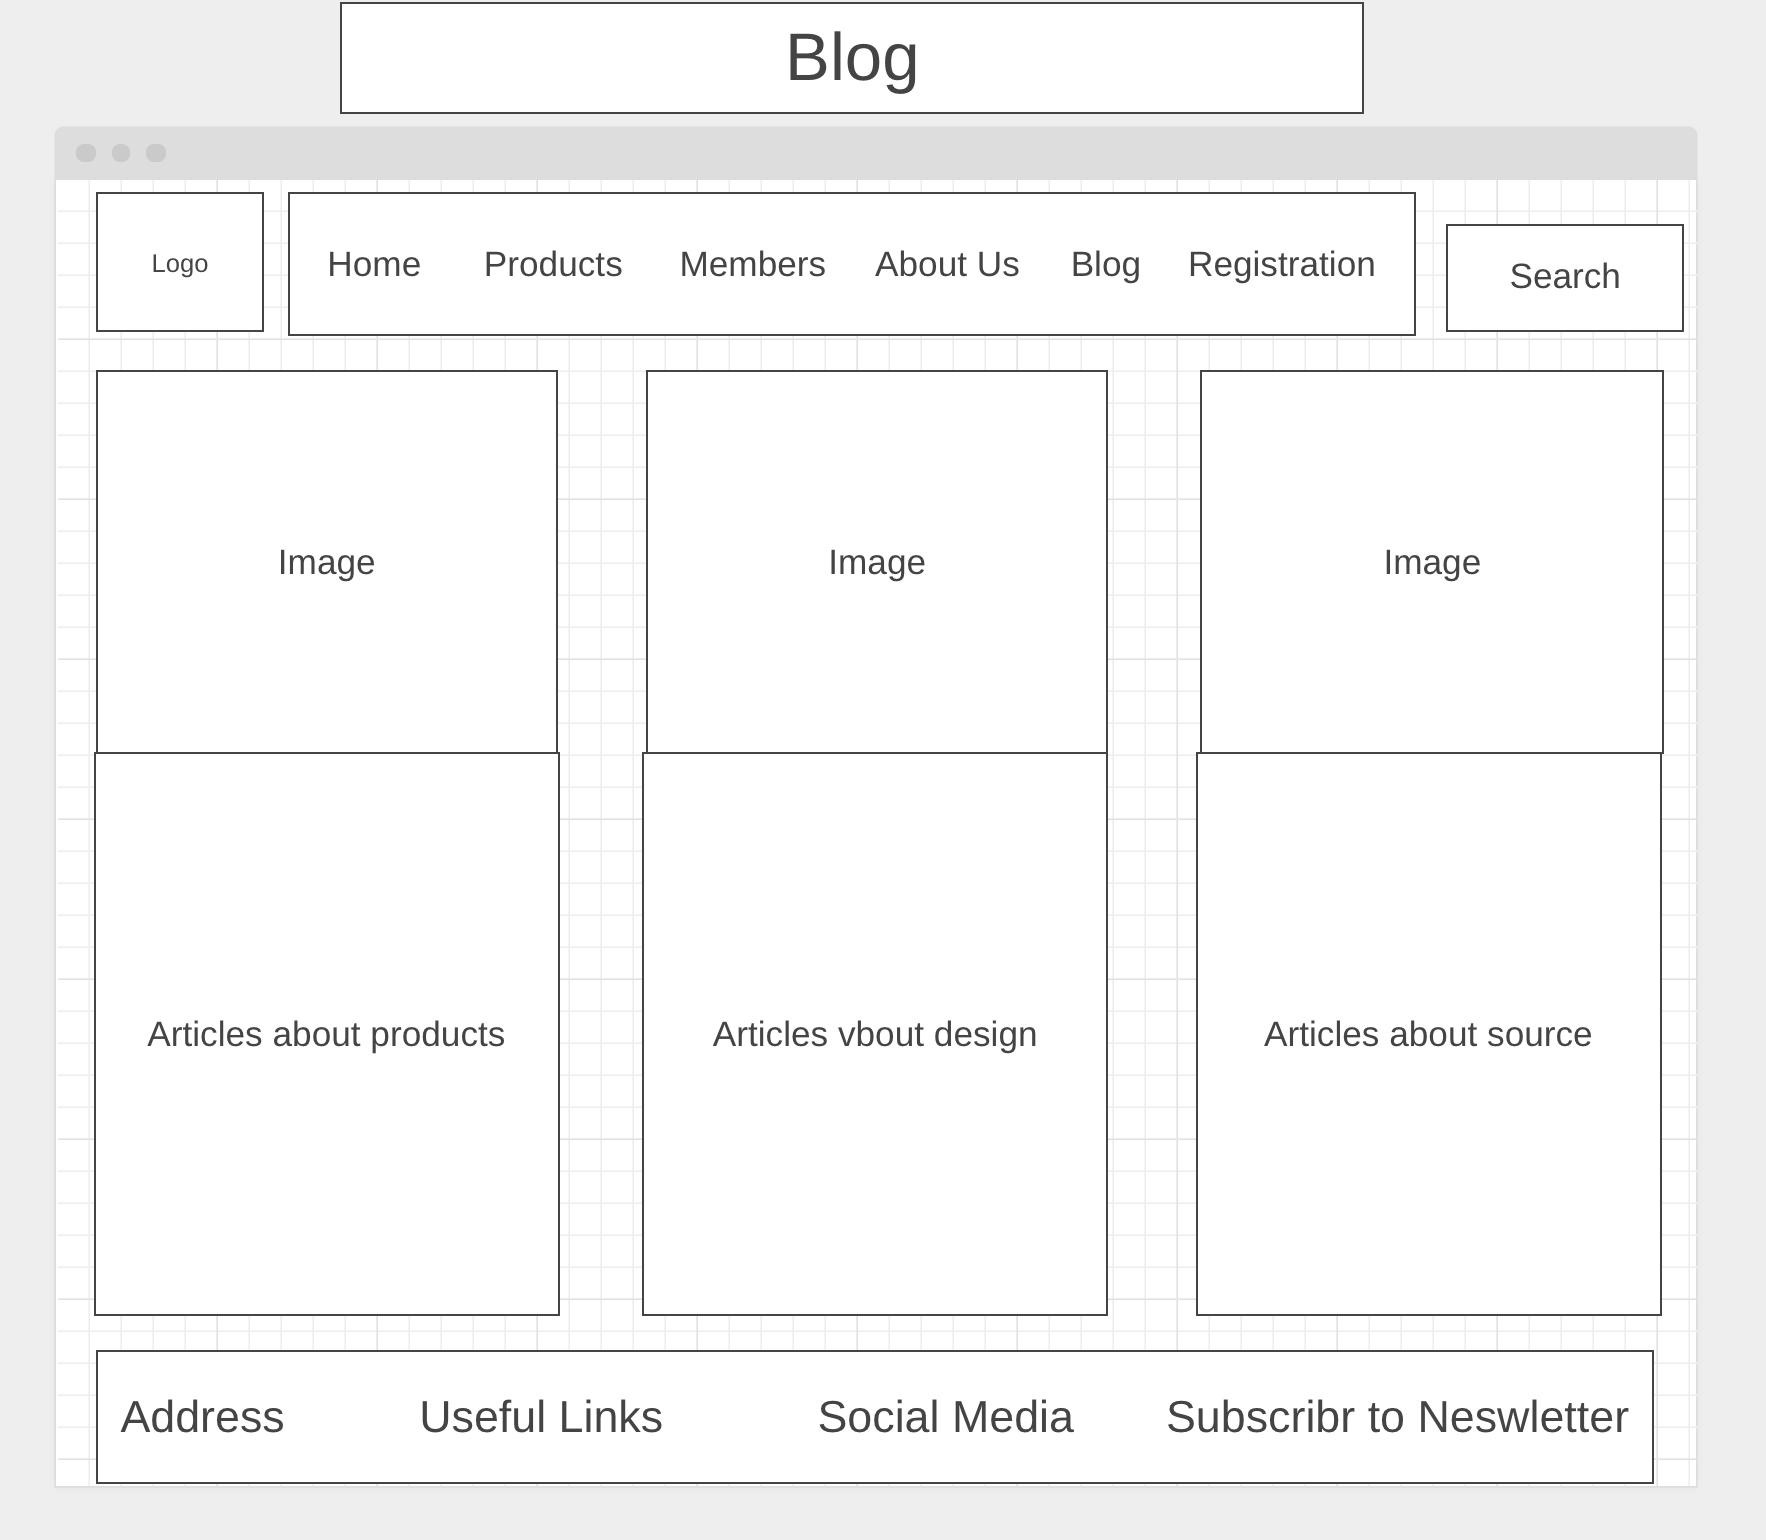 Blog
Logo
Home Products Members About Us Blog Registration
Search
Image Image Image
Articles about products Articles vbout design Articles about source
Address Useful Links Social Media Subscribr to Neswletter